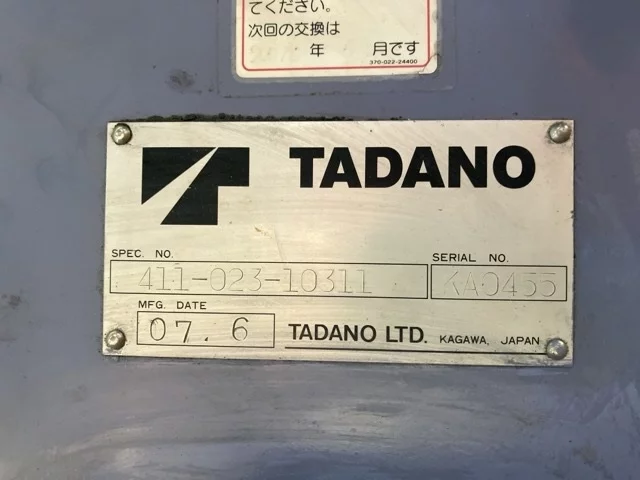 てください。
次回の交換は
年 月です
370-022-24400
TADANO
SPEC. NO. SERIAL NO.
411-023-10311 KA0455
MFG. DATE
07. 6 TADANO LTD. KAGAWA, JAPAN